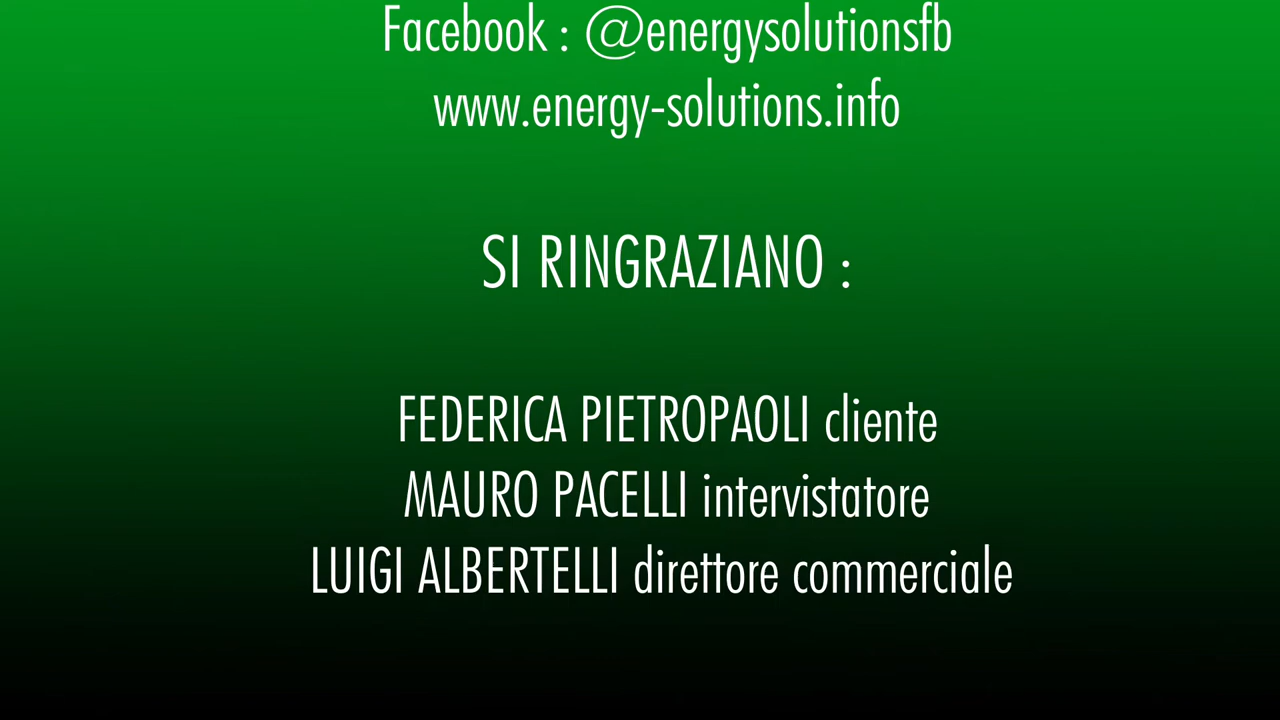 Facebook : @energysolutionsfb
www.energy-solutions.info
SI RINGRAZIANO :
FEDERICA PIETROPAOLI cliente
MAURO PACELLI intervistatore
LUIGI ALBERTELLI direttore commerciale